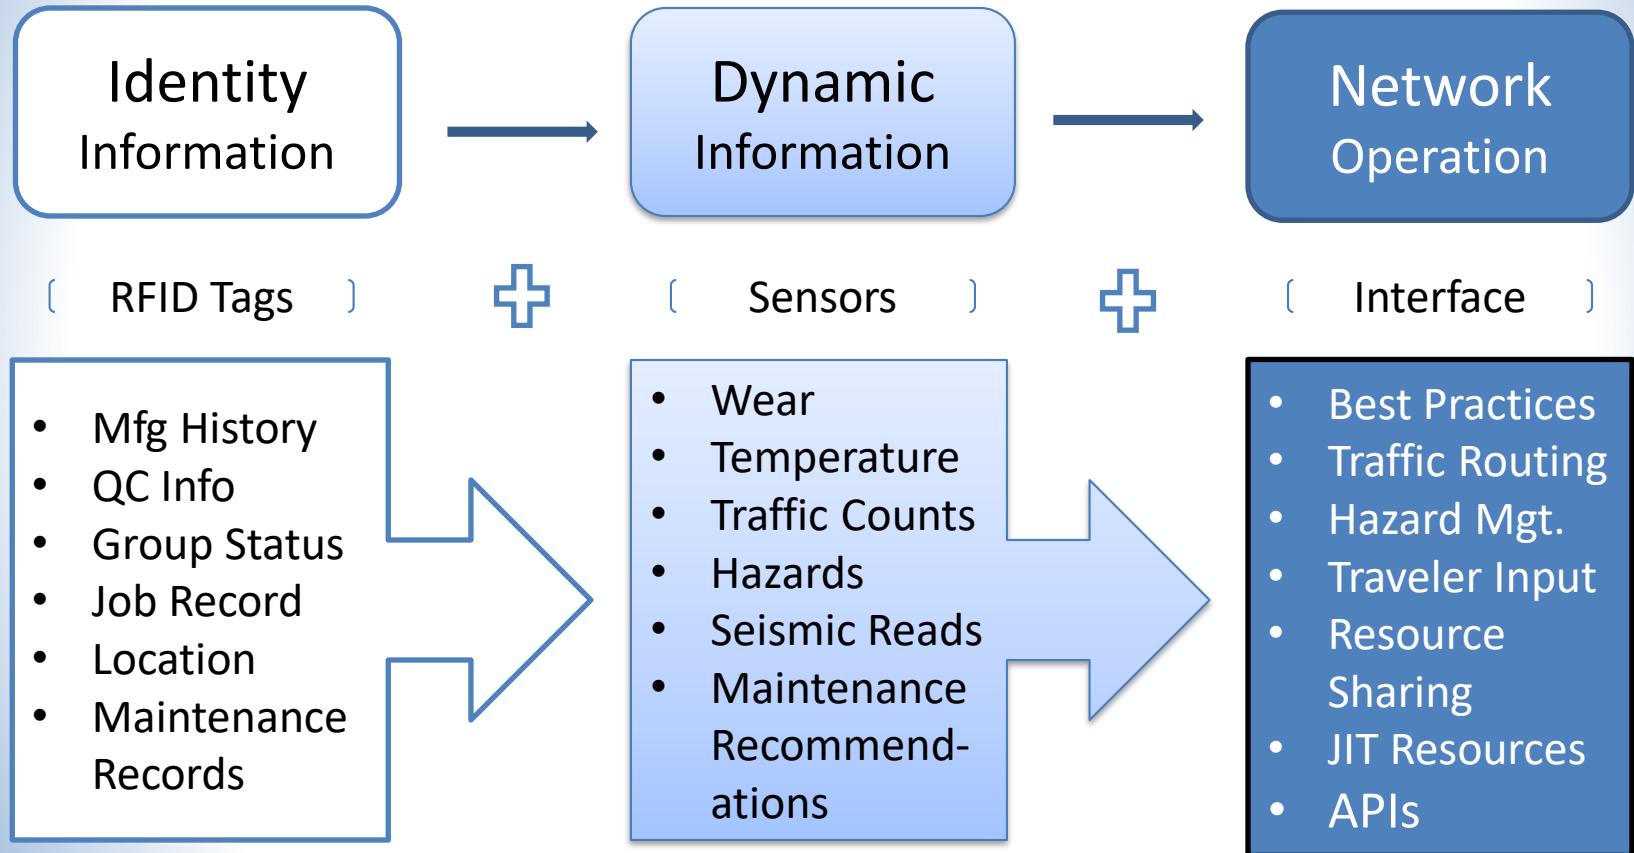 Identity
Information
Dynamic
Information
Network
Operation
[ RFID Tags ]
[ Sensors ]
[ Interface ]
• Mfg History
• QC Info
• Group Status
• Job Record
• Location
• Maintenance
Records
• Wear
• Temperature
• Traffic Counts
• Hazards
• Seismic Reads
• Maintenance
Recommend-
ations
• Best Practices
• Traffic Routing
• Hazard Mgt.
• Traveler Input
• Resource
Sharing
• JIT Resources
• APIs